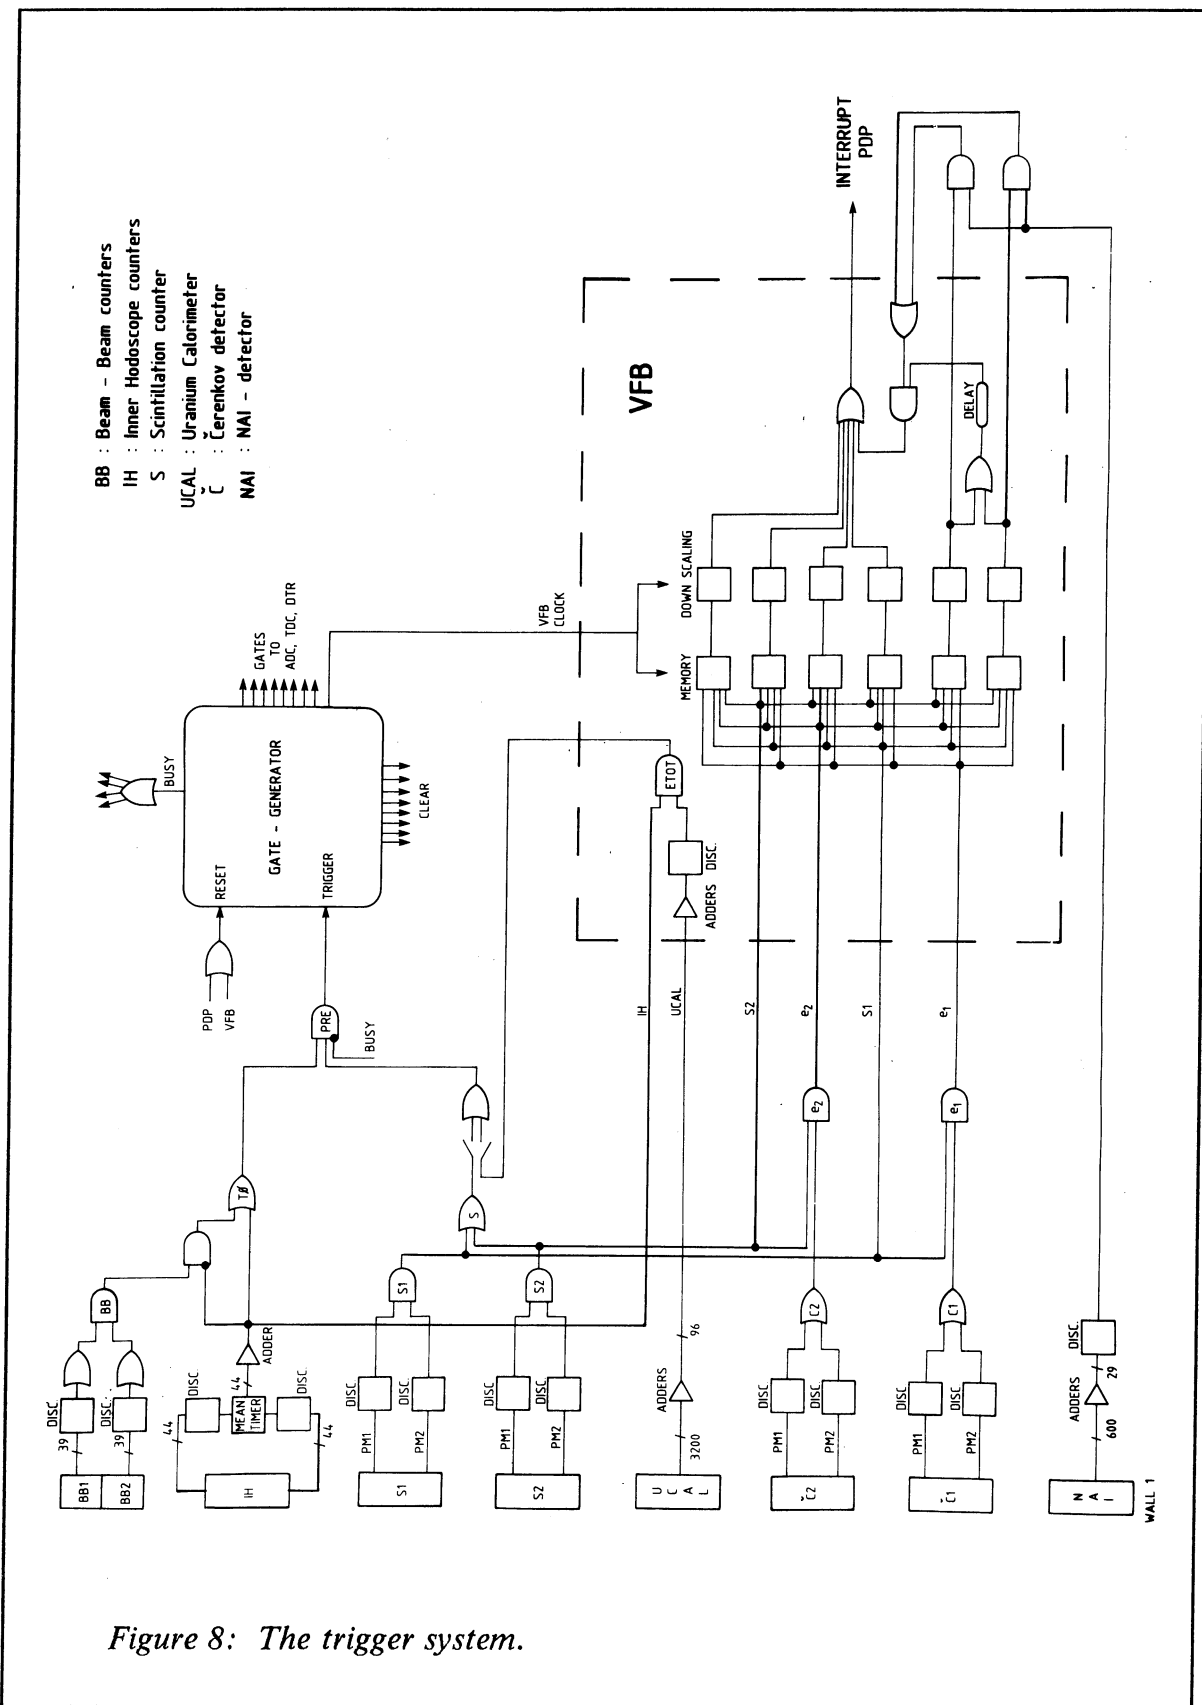 BB : Beam - Beam counters
IH : Inner Hodoscope counters
S : Scintillation counter
UCAL : Uranium Calorimeter
Č : Čerenkov detector
NAI : NAI - detector
BUSY
RESET
GATE - GENERATOR
TRIGGER
GATES
TO
ADC, TDC, DTR
CLEAR
PDP
VFB
PRE
BUSY
TØ
S
BB
BB1
BB2
39
39
DISC
DISC.
IH
44
44
DISC
DISC.
MEAN
TIMER
44
ADDER
S1
PM1
PM2
DISC
DISC.
S1
S2
PM1
PM2
DISC
DISC.
S2
UCAL
3200
ADDERS
96
Č2
PM1
PM2
DISC
DISC.
Č2
e2
Č1
PM1
PM2
DISC
DISC.
Č1
e1
NAI
WALL 1
600
ADDERS
29
DISC.
IH
UCAL
S2
e2
S1
e1
VFB
CLOCK
VFB
ADDERS
DISC.
ETOT
MEMORY
DOWN SCALING
DELAY
INTERRUPT
PDP
Figure 8: The trigger system.